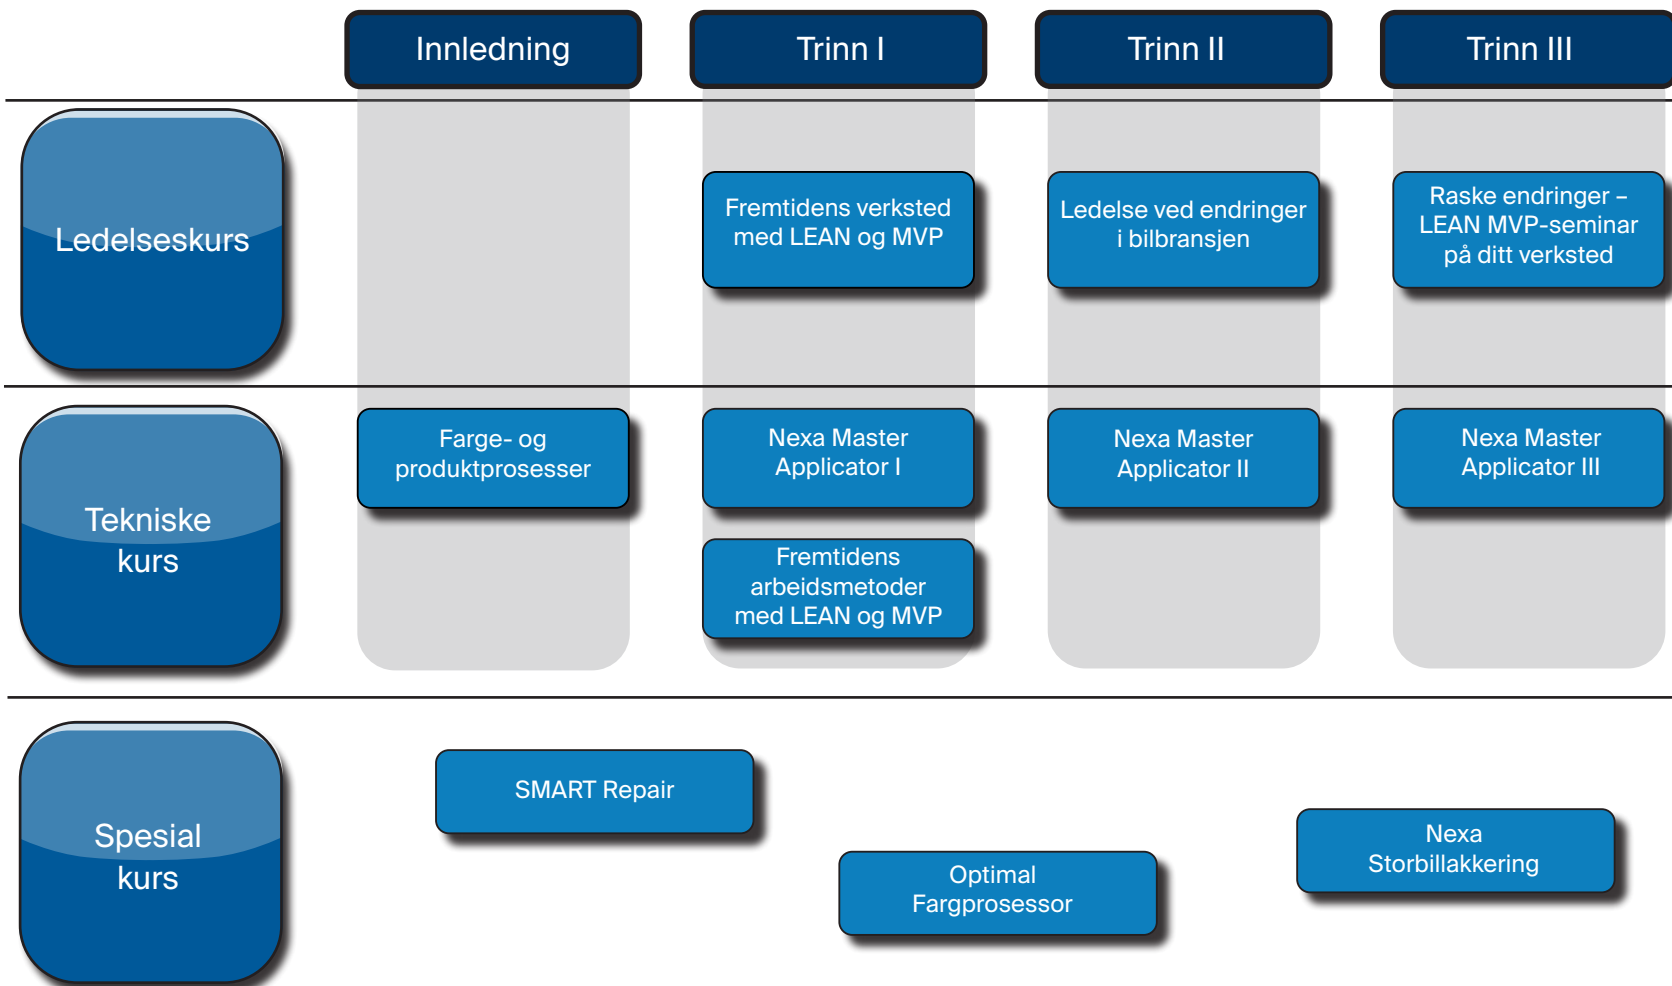 Innledning
Trinn I
Trinn II
Trinn III
Ledelseskurs
Fremtidens verksted
med LEAN og MVP
Ledelse ved endringer
i bilbransjen
Raske endringer –
LEAN MVP-seminar
på ditt verksted
Tekniske
kurs
Farge- og
produktprosesser
Nexa Master
Applicator I
Nexa Master
Applicator II
Nexa Master
Applicator III
Fremtidens
arbeidsmetoder
med LEAN og MVP
Spesial
kurs
SMART Repair
Optimal
Fargprosessor
Nexa
Storbillakkering